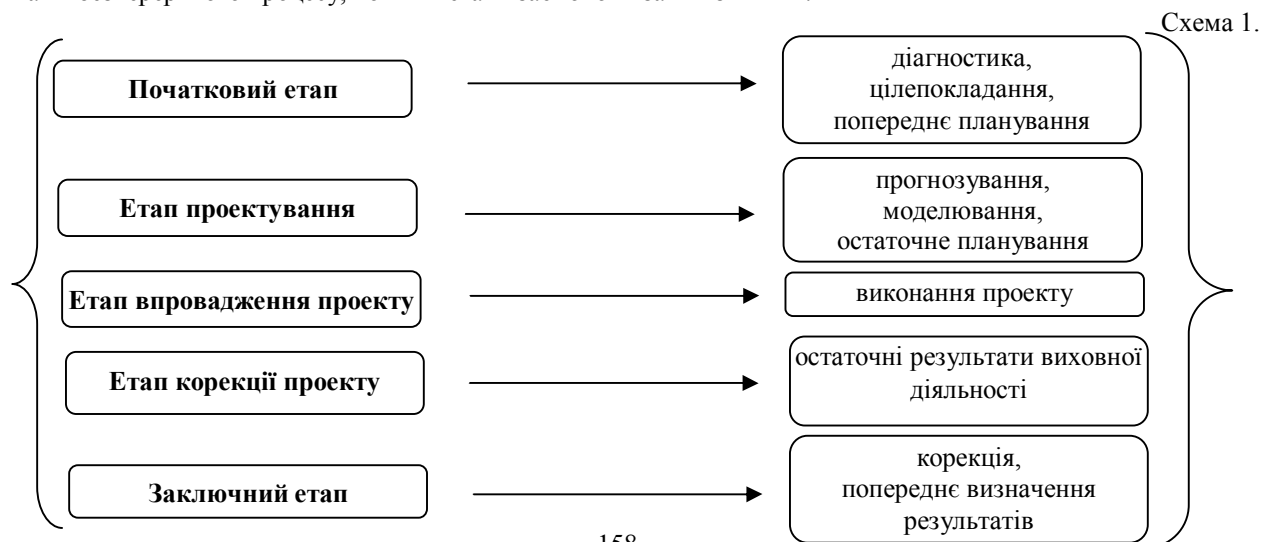 Схема 1.
Початковий етап
діагностика,
цілепокладання,
попереднє планування
Етап проектування
прогнозування,
моделювання,
остаточне планування
Етап впровадження проекту
виконання проекту
Етап корекції проекту
остаточні результати виховної
діяльності
Заключний етап
корекція,
попереднє визначення
результатів
158